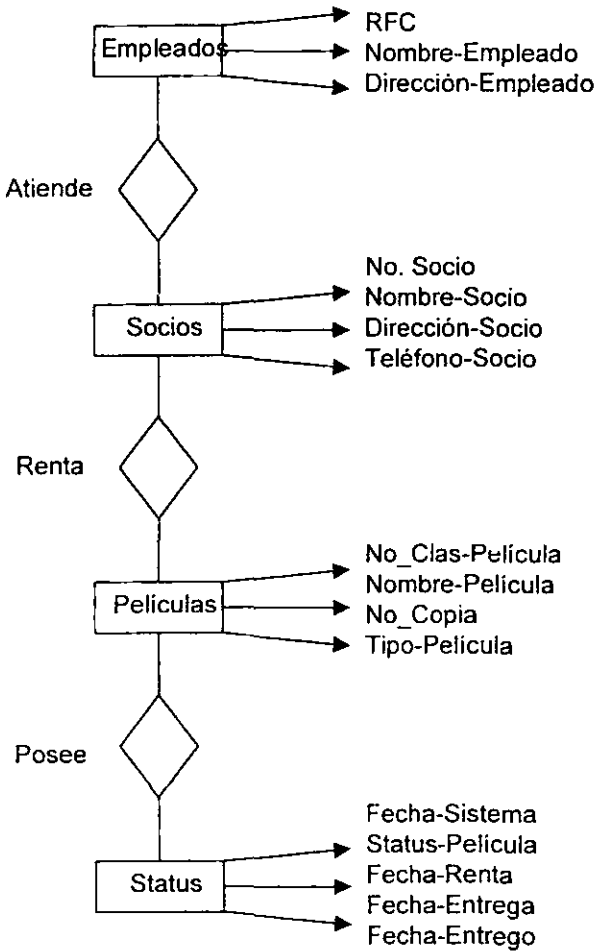 RFC
Empleados
Nombre-Empleado
Dirección-Empleado
Atiende
No. Socio
Nombre-Socio
Socios
Dirección-Socio
Teléfono-Socio
Renta
No_Clas-Película
Nombre-Película
Películas
No_Copia
Tipo-Película
Posee
Fecha-Sistema
Status-Película
Status
Fecha-Renta
Fecha-Entrega
Fecha-Entrego